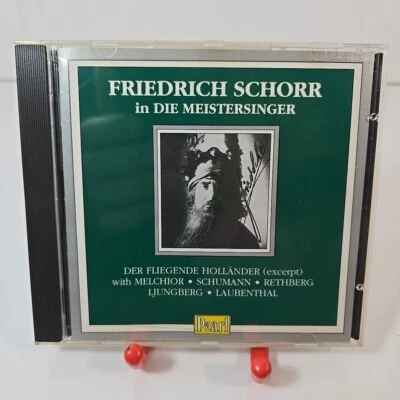 FRIEDRICH SCHORR
in DIE MEISTERSINGER
DER FLIEGENDE HOLLÄNDER (excerpt)
with MELCHIOR • SCHUMANN • RETHBERG
LJUNGBERG • LAUBENTHAL
Pearl